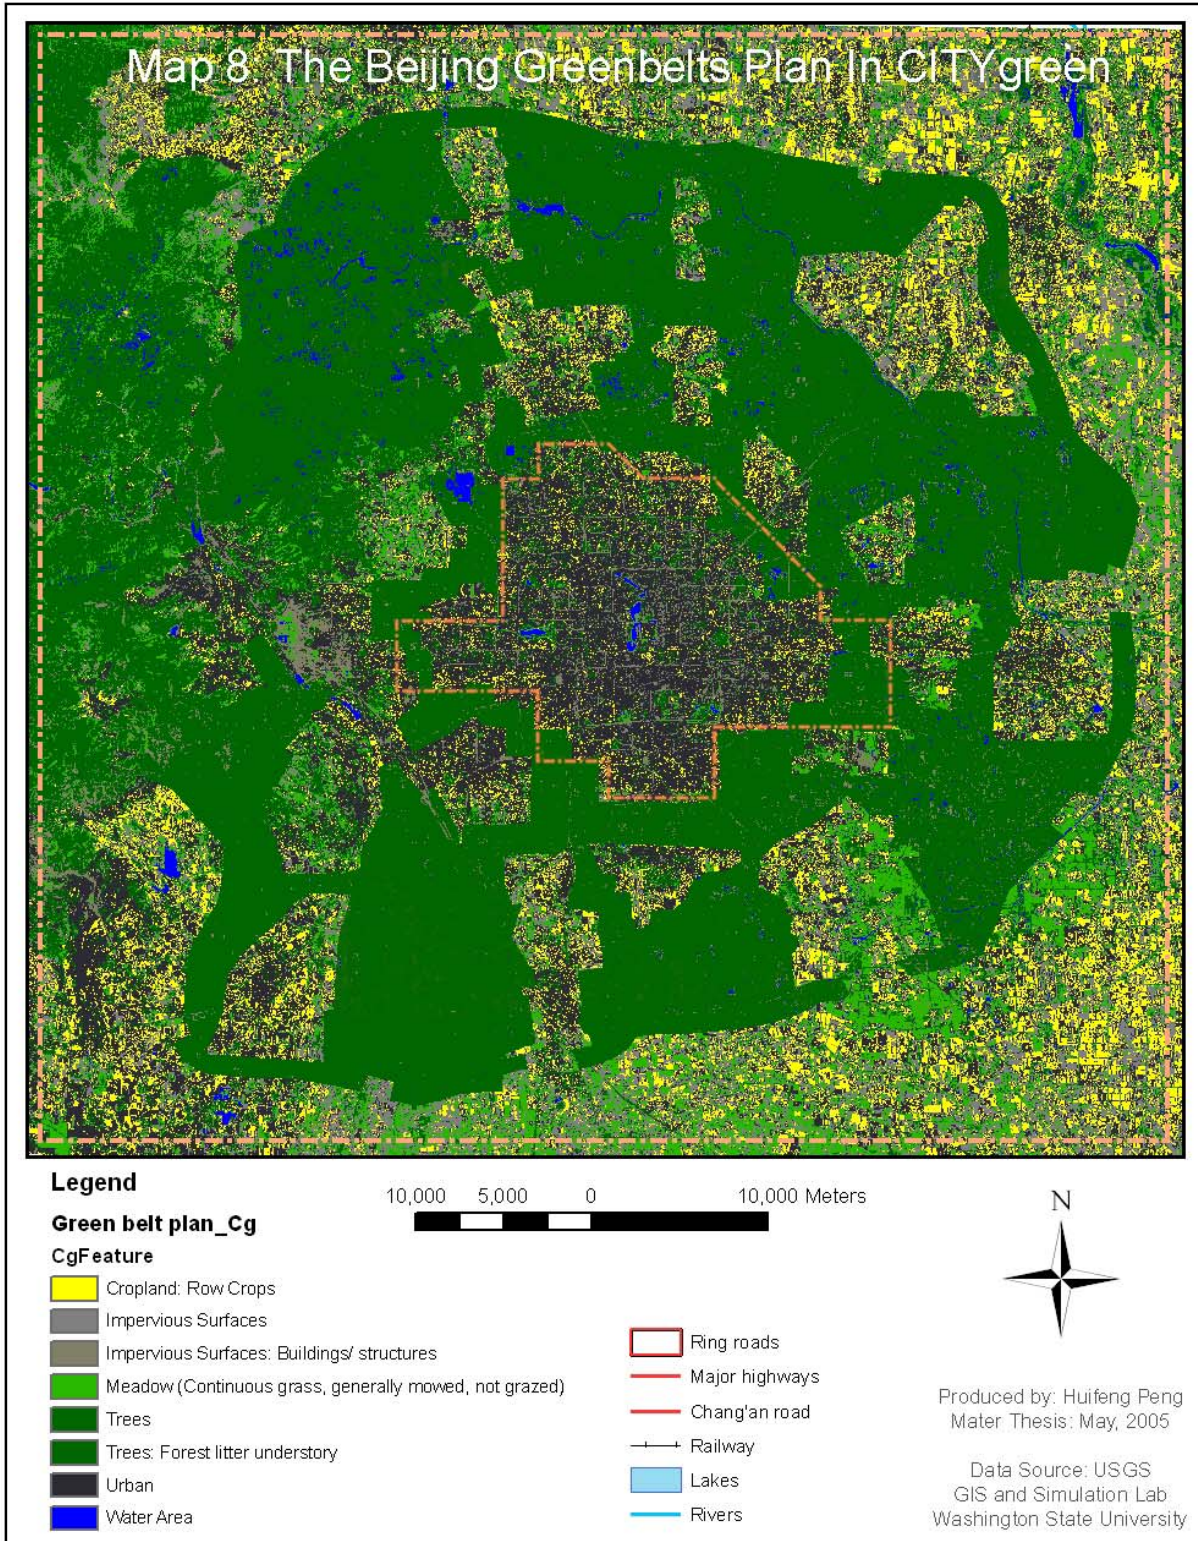 Map 8. The Beijing Greenbelts Plan In CITYgreen
Legend
Green belt plan_Cg
CgFeature
Cropland: Row Crops
Impervious Surfaces
Impervious Surfaces: Buildings/ structures
Meadow (Continuous grass, generally mowed, not grazed)
Trees
Trees: Forest litter understory
Urban
Water Area
10,000 5,000 0 10,000 Meters
Ring roads
Major highways
Chang'an road
Railway
Lakes
Rivers
N
Produced by: Huifeng Peng
Mater Thesis: May, 2005
Data Source: USGS
GIS and Simulation Lab
Washington State University